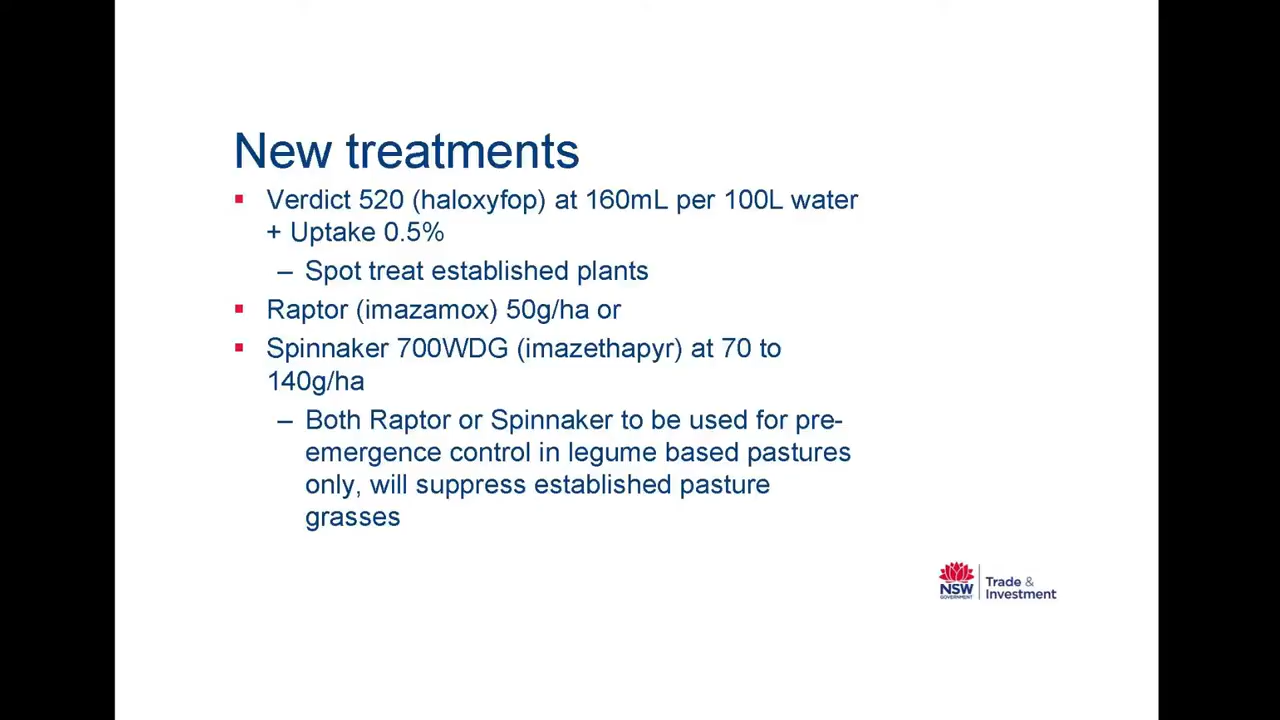 New treatments
▪ Verdict 520 (haloxyfop) at 160mL per 100L water
+ Uptake 0.5%
– Spot treat established plants
▪ Raptor (imazamox) 50g/ha or
▪ Spinnaker 700WDG (imazethapyr) at 70 to
140g/ha
– Both Raptor or Spinnaker to be used for pre-
emergence control in legume based pastures
only, will suppress established pasture
grasses
NSW
GOVERNMENT
Trade &
Investment